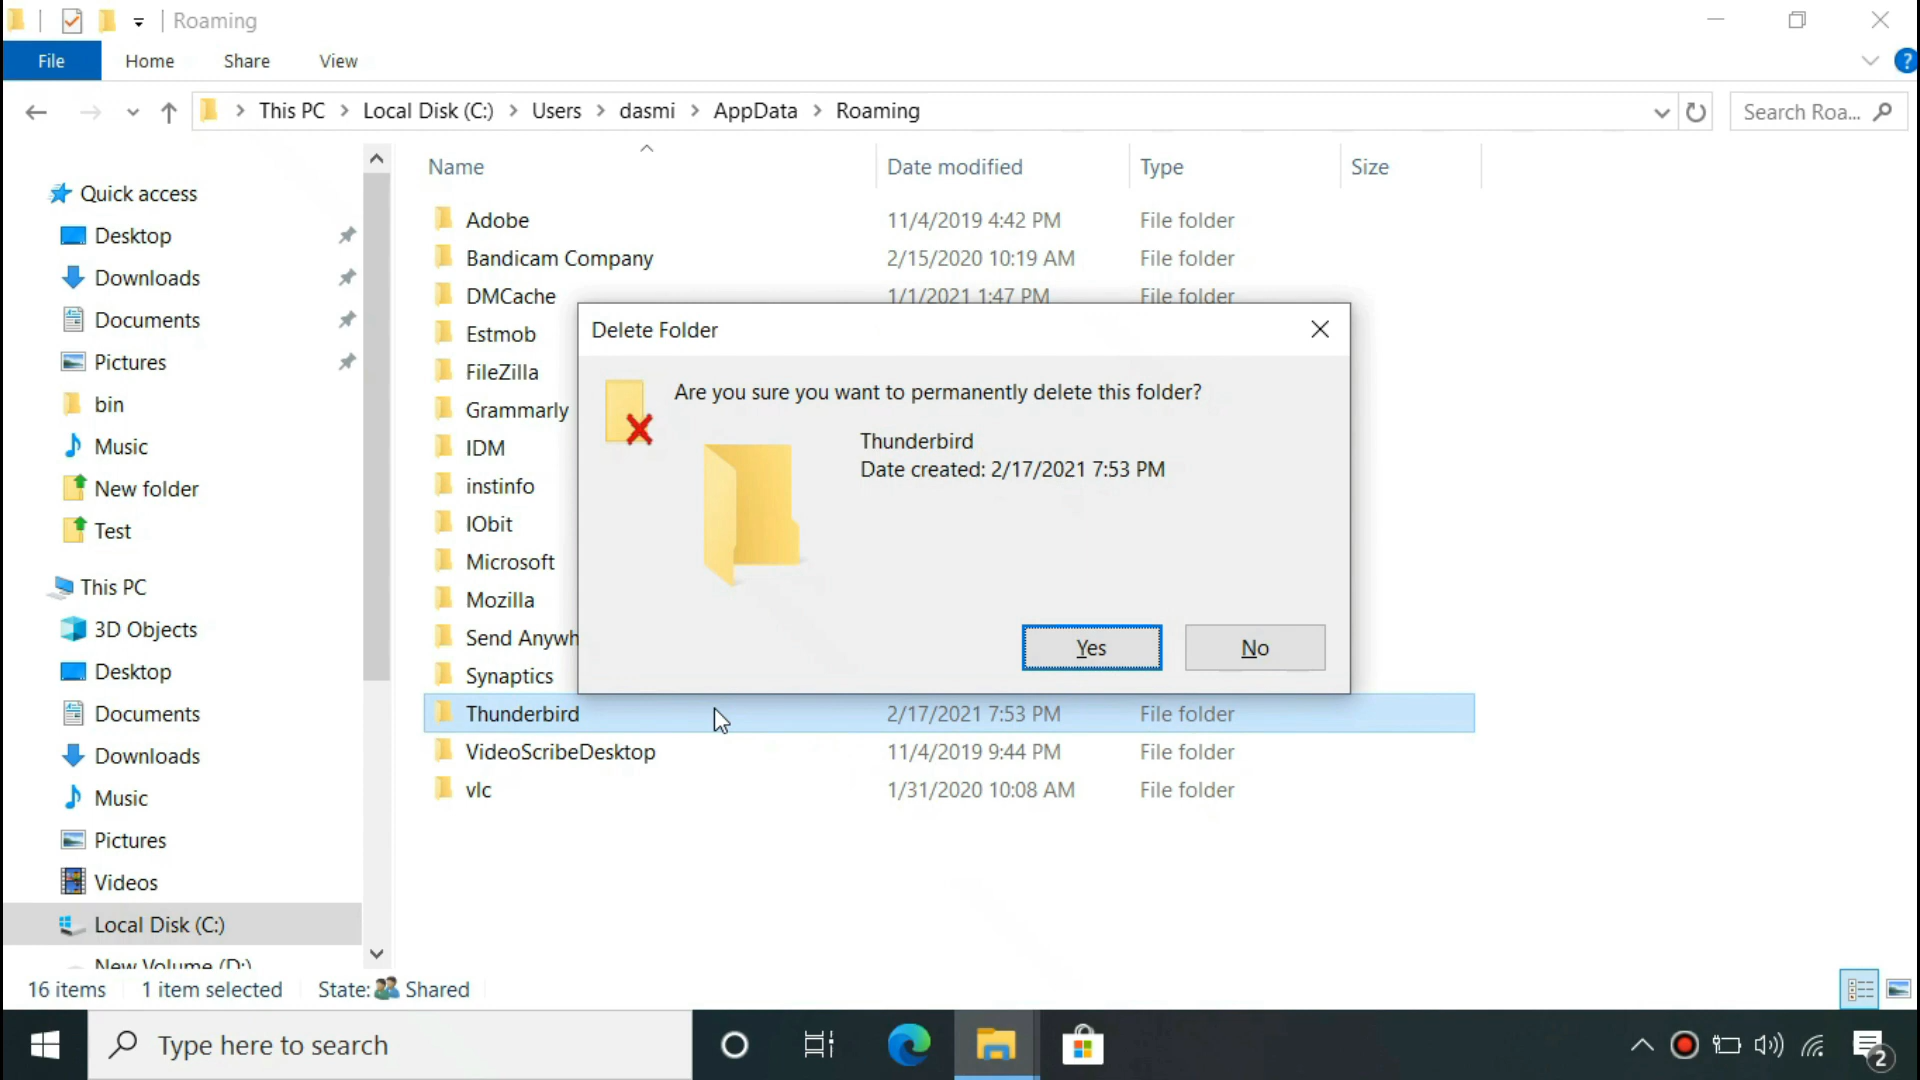 Roaming
File
Home
Share
View
?
This PC
Local Disk (C:)
Users
dasmi
AppData
Roaming
Search Roa...
Name
Date modified
Type
Size
Quick access
Desktop
Downloads
Documents
Pictures
bin
Music
New folder
Test
This PC
3D Objects
Desktop
Documents
Downloads
Music
Pictures
Videos
Local Disk (C:)
New Volume (D:)
Adobe 11/4/2019 4:42 PM File folder
Bandicam Company 2/15/2020 10:19 AM File folder
DMCache 1/1/2021 1:47 PM File folder
Estmob
FileZilla
Grammarly
IDM
instinfo
IObit
Microsoft
Mozilla
Send Anywh
Synaptics
Thunderbird 2/17/2021 7:53 PM File folder
VideoScribeDesktop 11/4/2019 9:44 PM File folder
vlc 1/31/2020 10:08 AM File folder
Delete Folder
Are you sure you want to permanently delete this folder?
Thunderbird
Date created: 2/17/2021 7:53 PM
Yes
No
16 items
1 item selected
State: Shared
Type here to search
2